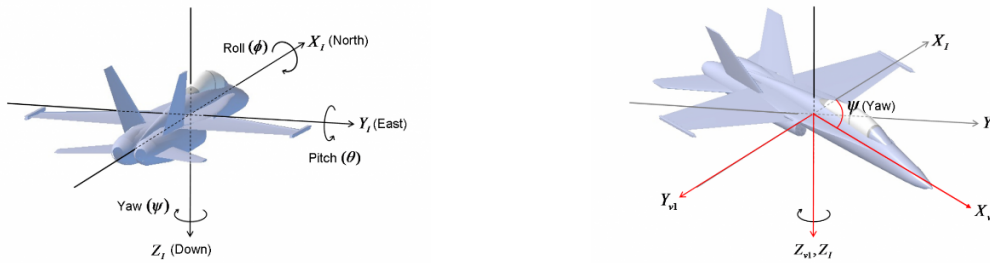 Roll (ϕ)
X_I (North)
Y_I (East)
Pitch (θ)
Yaw (ψ)
Z_I (Down)
X_I
ψ (Yaw)
Y
Y_v1
X_v
Z_v1, Z_I